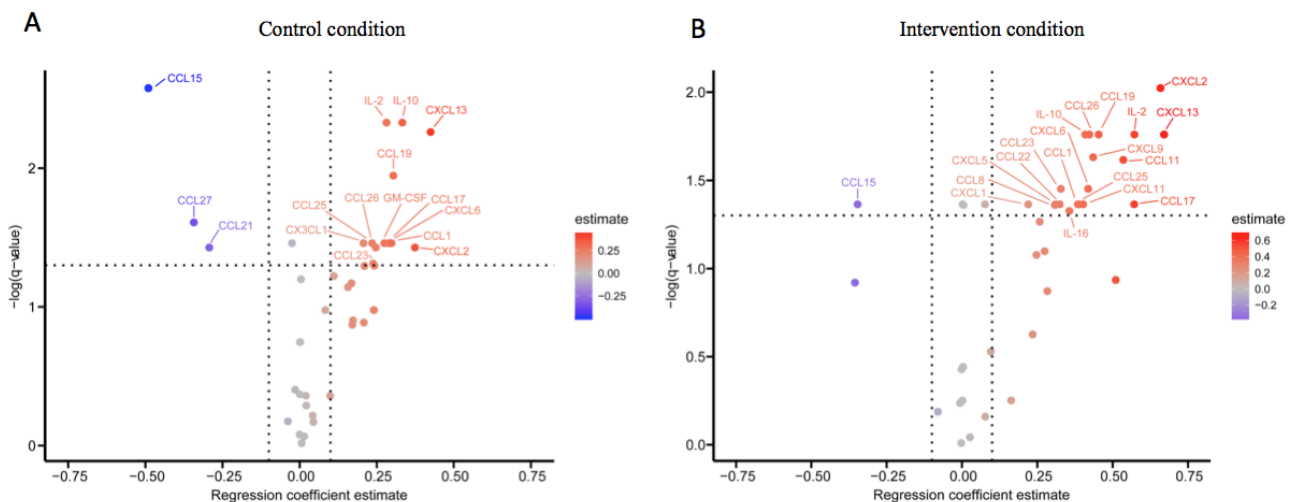 A
Control condition
CCL15
IL-2 IL-10
CXCL13
CCL19
CCL27
CCL26 GM-CSF CCL17
CCL25
CXCL6
CCL21
CX3CL1
CCL1
CCL23
CXCL2
2
1
0
−log(q-value)
−0.75 −0.50 −0.25 0.00 0.25 0.50 0.75
Regression coefficient estimate
estimate
0.25
0.00
−0.25
B
Intervention condition
CXCL2
CCL19
CCL26
IL-10
IL-2
CXCL13
CXCL6
CCL23
CCL1
CXCL9
CXCL5
CCL22
CCL11
CCL15
CCL8
CCL25
CXCL1
CXCL11
CCL17
IL-16
2.0
1.5
1.0
0.5
0.0
−log(q-value)
−0.75 −0.50 −0.25 0.00 0.25 0.50 0.75
Regression coefficient estimate
estimate
0.6
0.4
0.2
0.0
−0.2